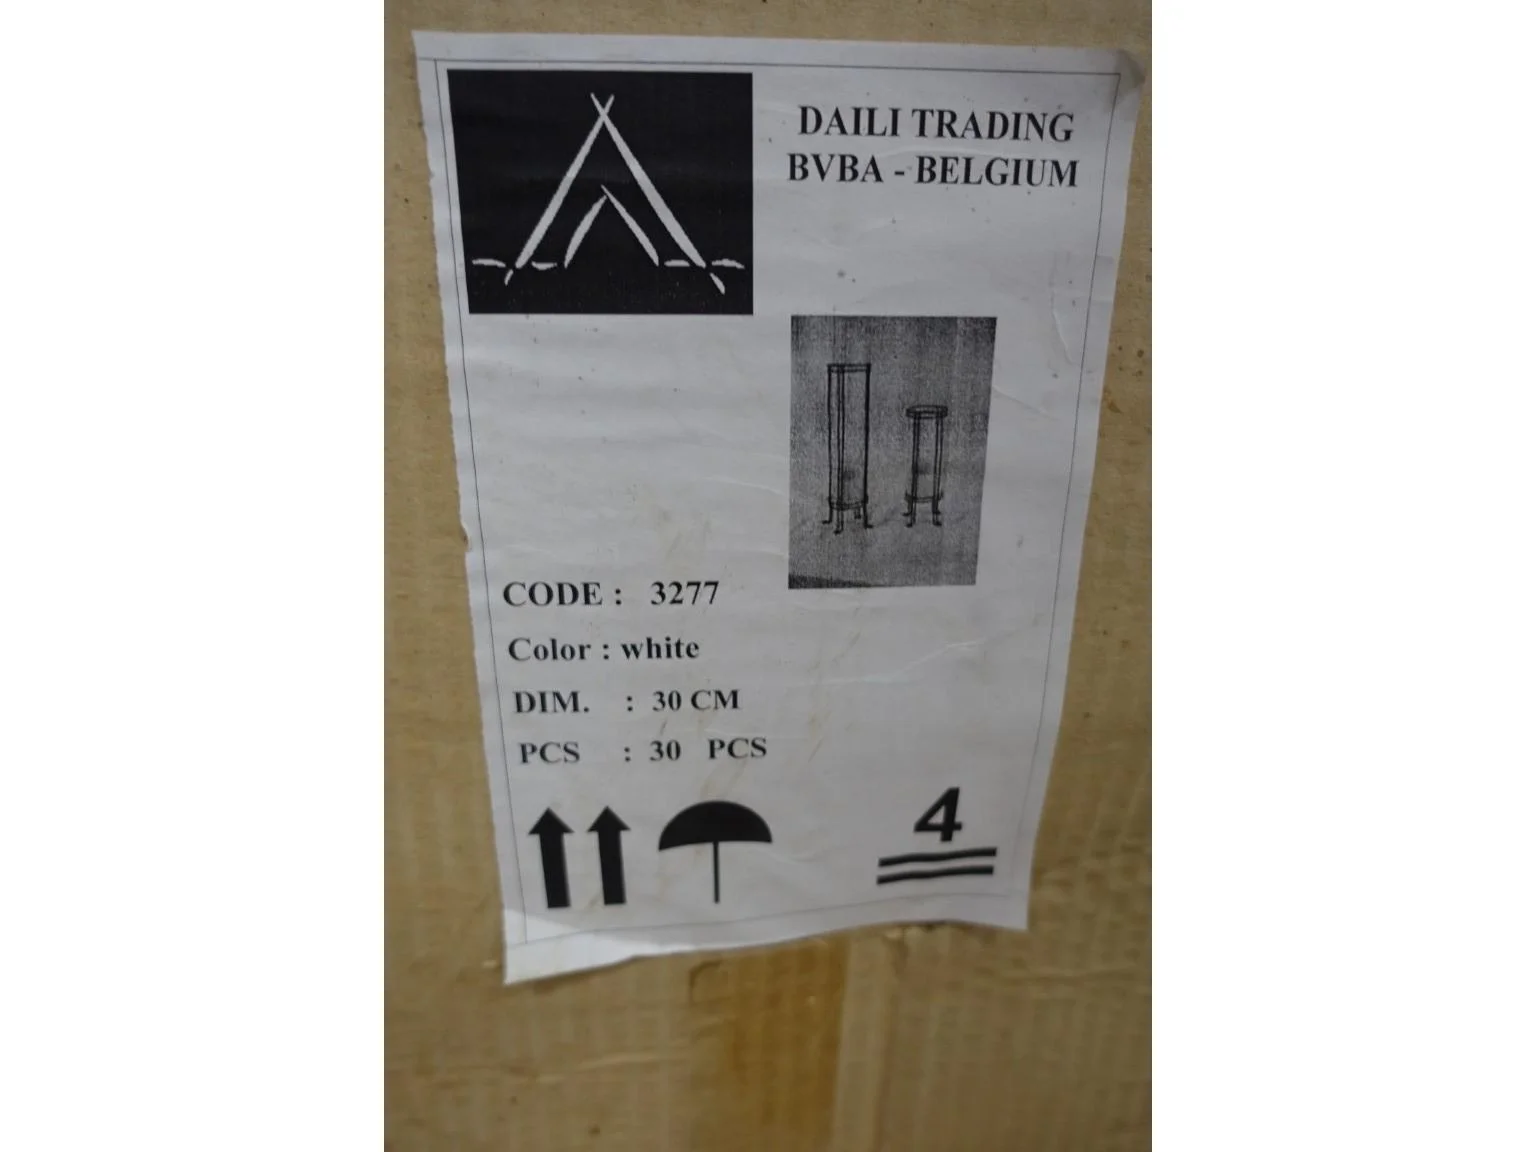 DAILI TRADING
BVBA - BELGIUM
CODE : 3277
Color : white
DIM. : 30 CM
PCS : 30 PCS
4